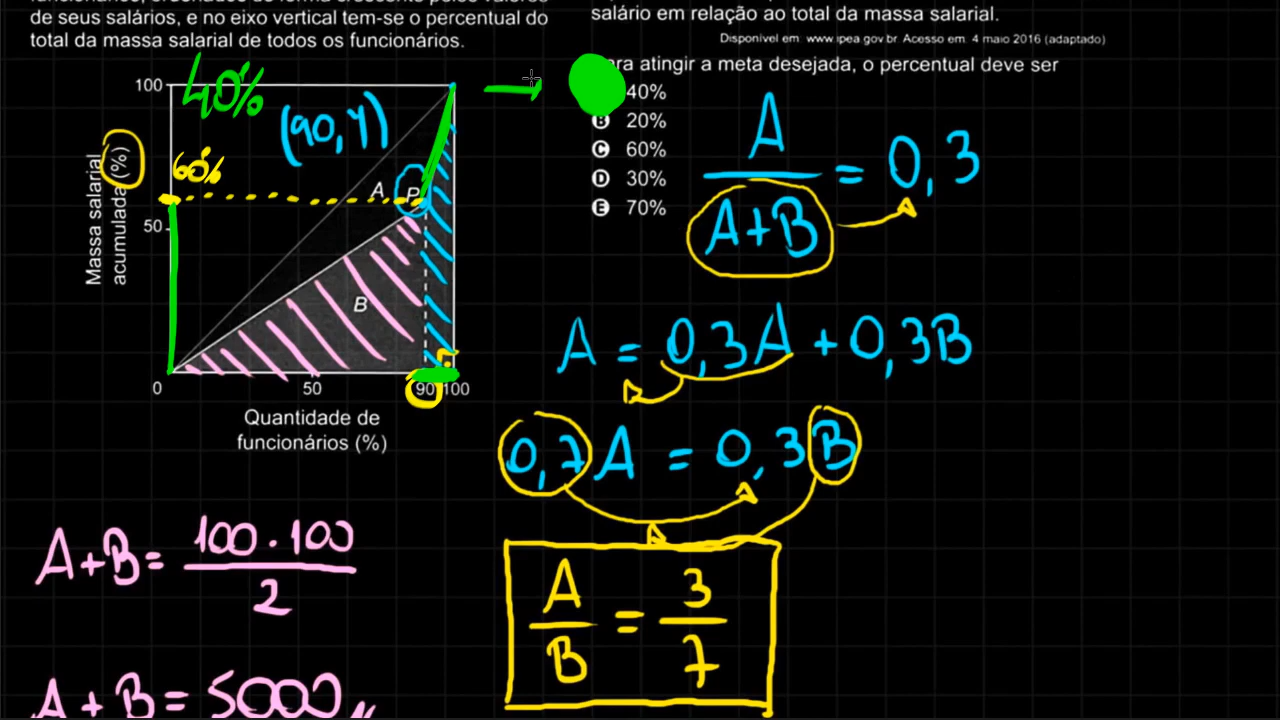 de seus salários, e no eixo vertical tem-se o percentual do
total da massa salarial de todos os funcionários.
salário em relação ao total da massa salarial.
Disponível em: www.ipea.gov.br. Acesso em: 4 maio 2016 (adaptado)
atingir a meta desejada, o percentual deve ser
40%
B 20%
C 60%
D 30%
E 70%
100
40%
(90, Y)
60%
Massa salarial
acumulada (%)
A
P
50
B
0
50
90
100
Quantidade de
funcionários (%)
A/A+B = 0,3
A = 0,3A + 0,3B
0,7A = 0,3B
A/B = 3/7
A+B = 100.100/2
A + B = 5000